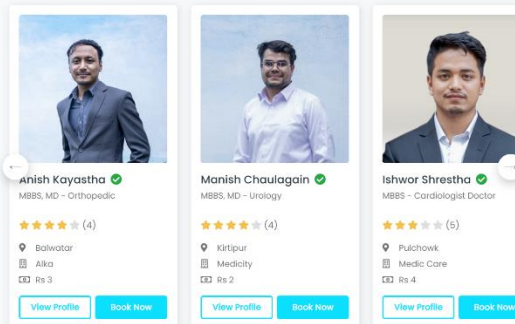 Anish Kayastha
MBBS, MD - Orthopedic
(4)
Balwatar
Alka
Rs 3
View Profile
Book Now
Manish Chaulagain
MBBS, MD - Urology
(4)
Kirtipur
Medicity
Rs 2
View Profile
Book Now
Ishwor Shrestha
MBBS - Cardiologist Doctor
(5)
Pulchowk
Medic Care
Rs 4
View Profile
Book Now